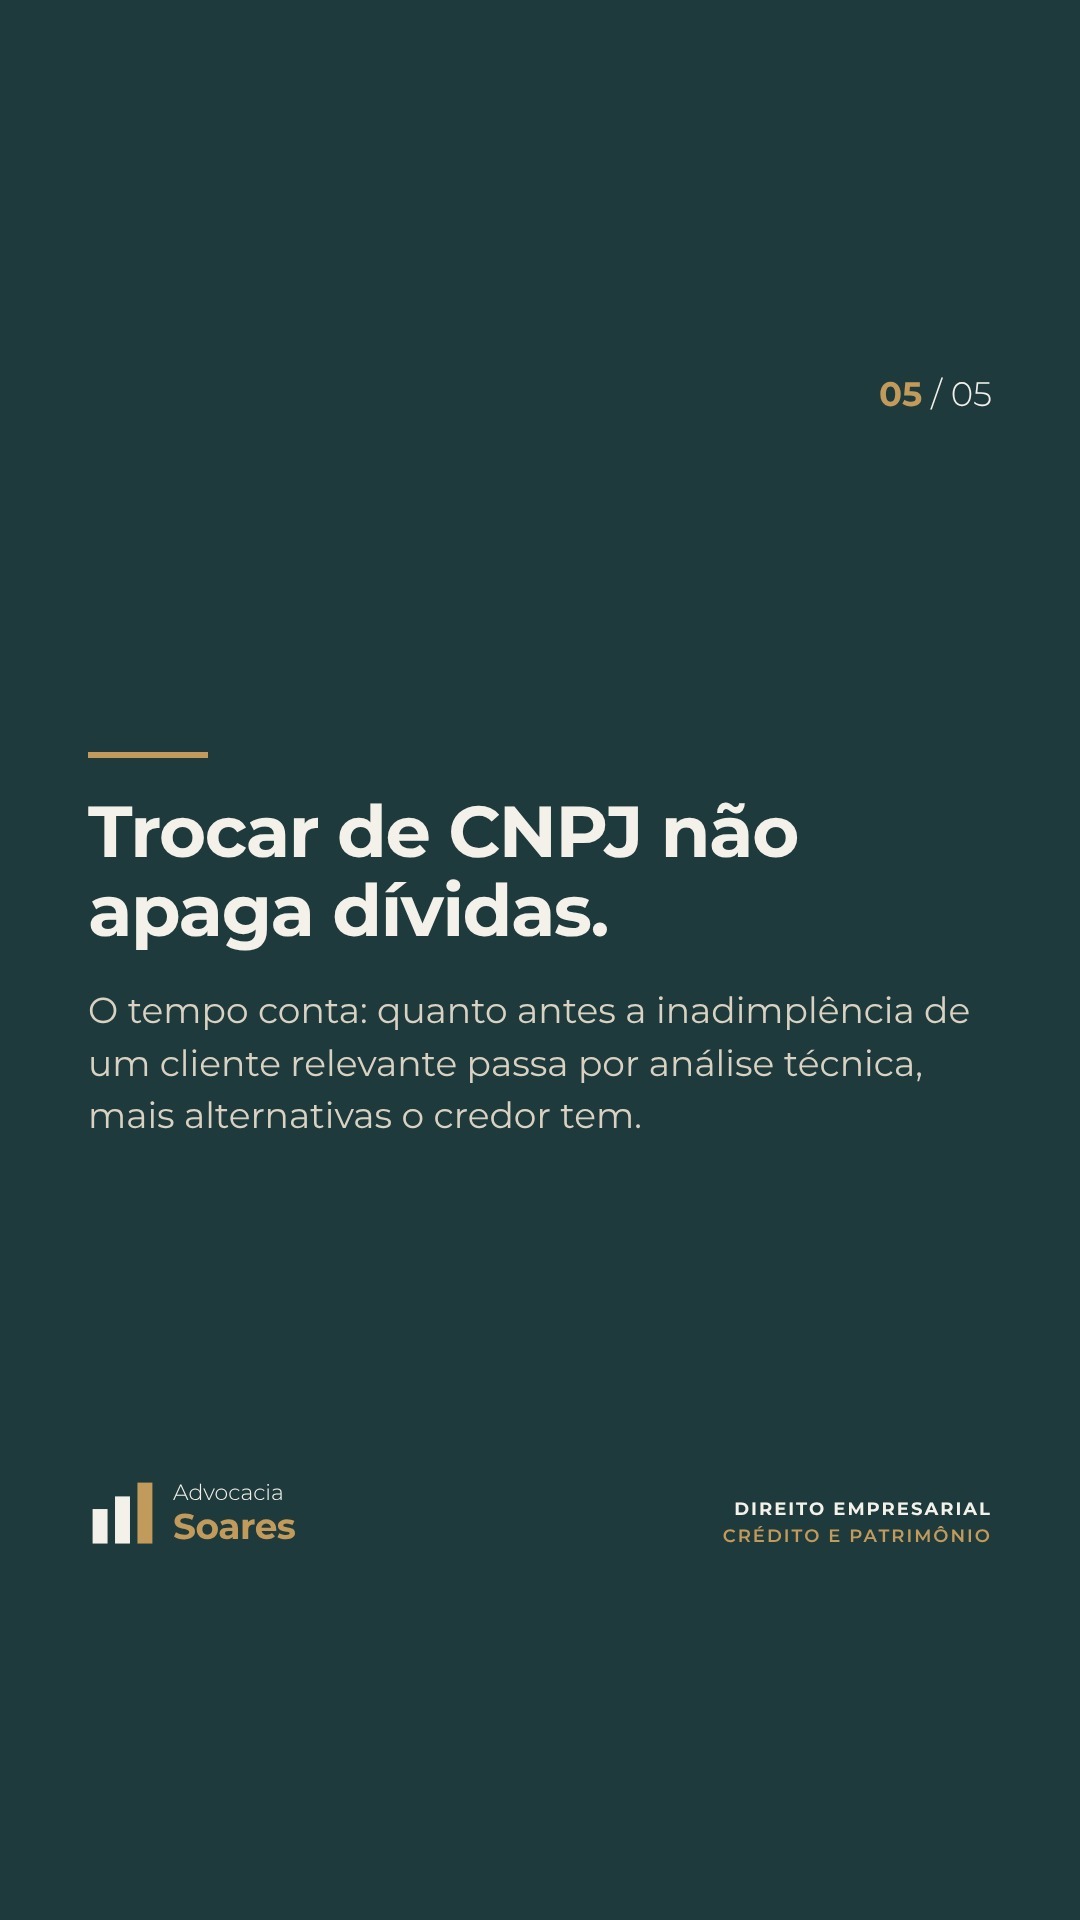 05 / 05
Trocar de CNPJ não
apaga dívidas.
O tempo conta: quanto antes a inadimplência de
um cliente relevante passa por análise técnica,
mais alternativas o credor tem.
Advocacia
Soares
DIREITO EMPRESARIAL
CRÉDITO E PATRIMÔNIO